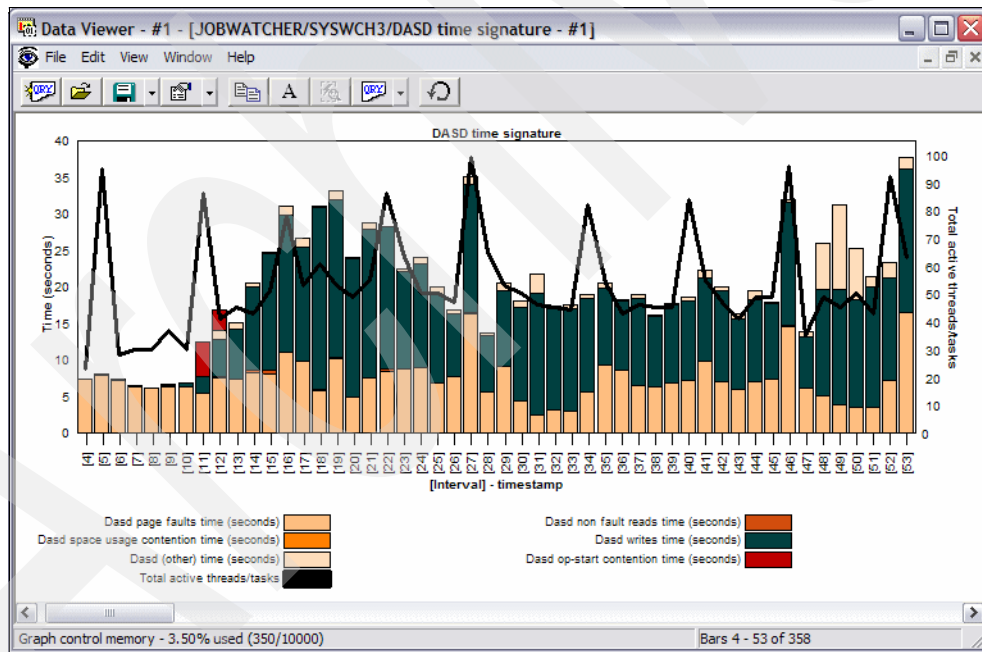 Data Viewer - #1 - [JOBWATCHER/SYSWCH3/DASD time signature - #1]
File Edit View Window Help
QRY A QRY
DASD time signature
40
35
30
25
20
15
10
5
0
Time (seconds)
100
90
80
70
60
50
40
30
20
10
0
Total active threads/tasks
[4] [5] [6] [7] [8] [9] [10] [11] [12] [13] [14] [15] [16] [17] [18] [19] [20] [21] [22] [23] [24] [25] [26] [27] [28] [29] [30] [31] [32] [33] [34] [35] [36] [37] [38] [39] [40] [41] [42] [43] [44] [45] [46] [47] [48] [49] [50] [51] [52] [53]
[Interval] - timestamp
Dasd page faults time (seconds)
Dasd space usage contention time (seconds)
Dasd (other) time (seconds)
Total active threads/tasks
Dasd non fault reads time (seconds)
Dasd writes time (seconds)
Dasd op-start contention time (seconds)
Graph control memory - 3.50% used (350/10000)
Bars 4 - 53 of 358